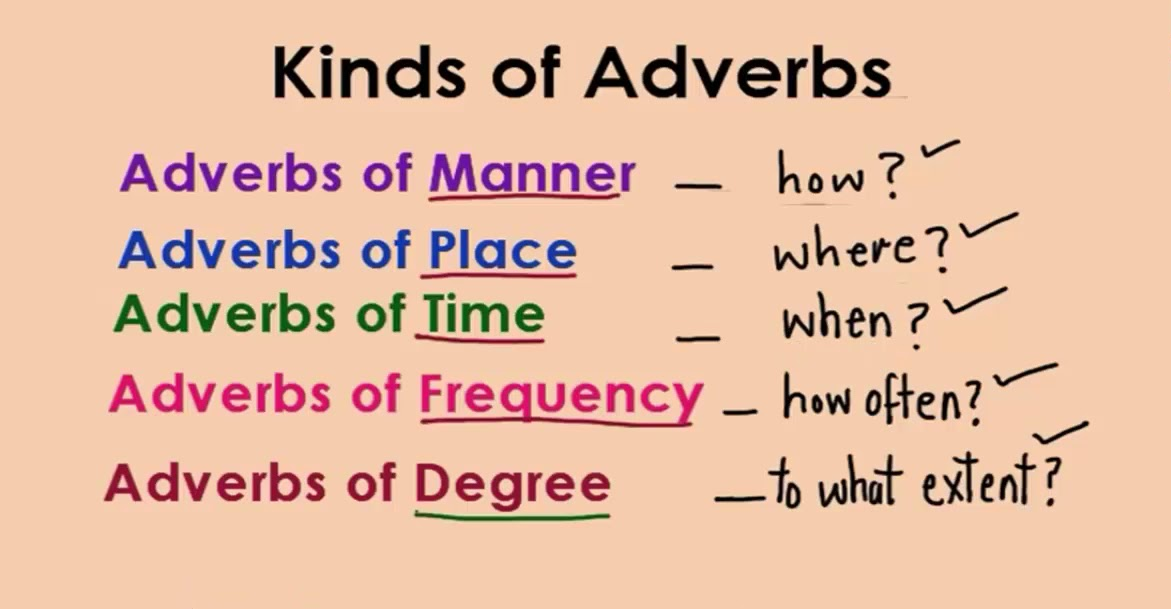 Kinds of Adverbs
Adverbs of Manner — how?
Adverbs of Place — where?
Adverbs of Time — when?
Adverbs of Frequency — how often?
Adverbs of Degree — to what extent?